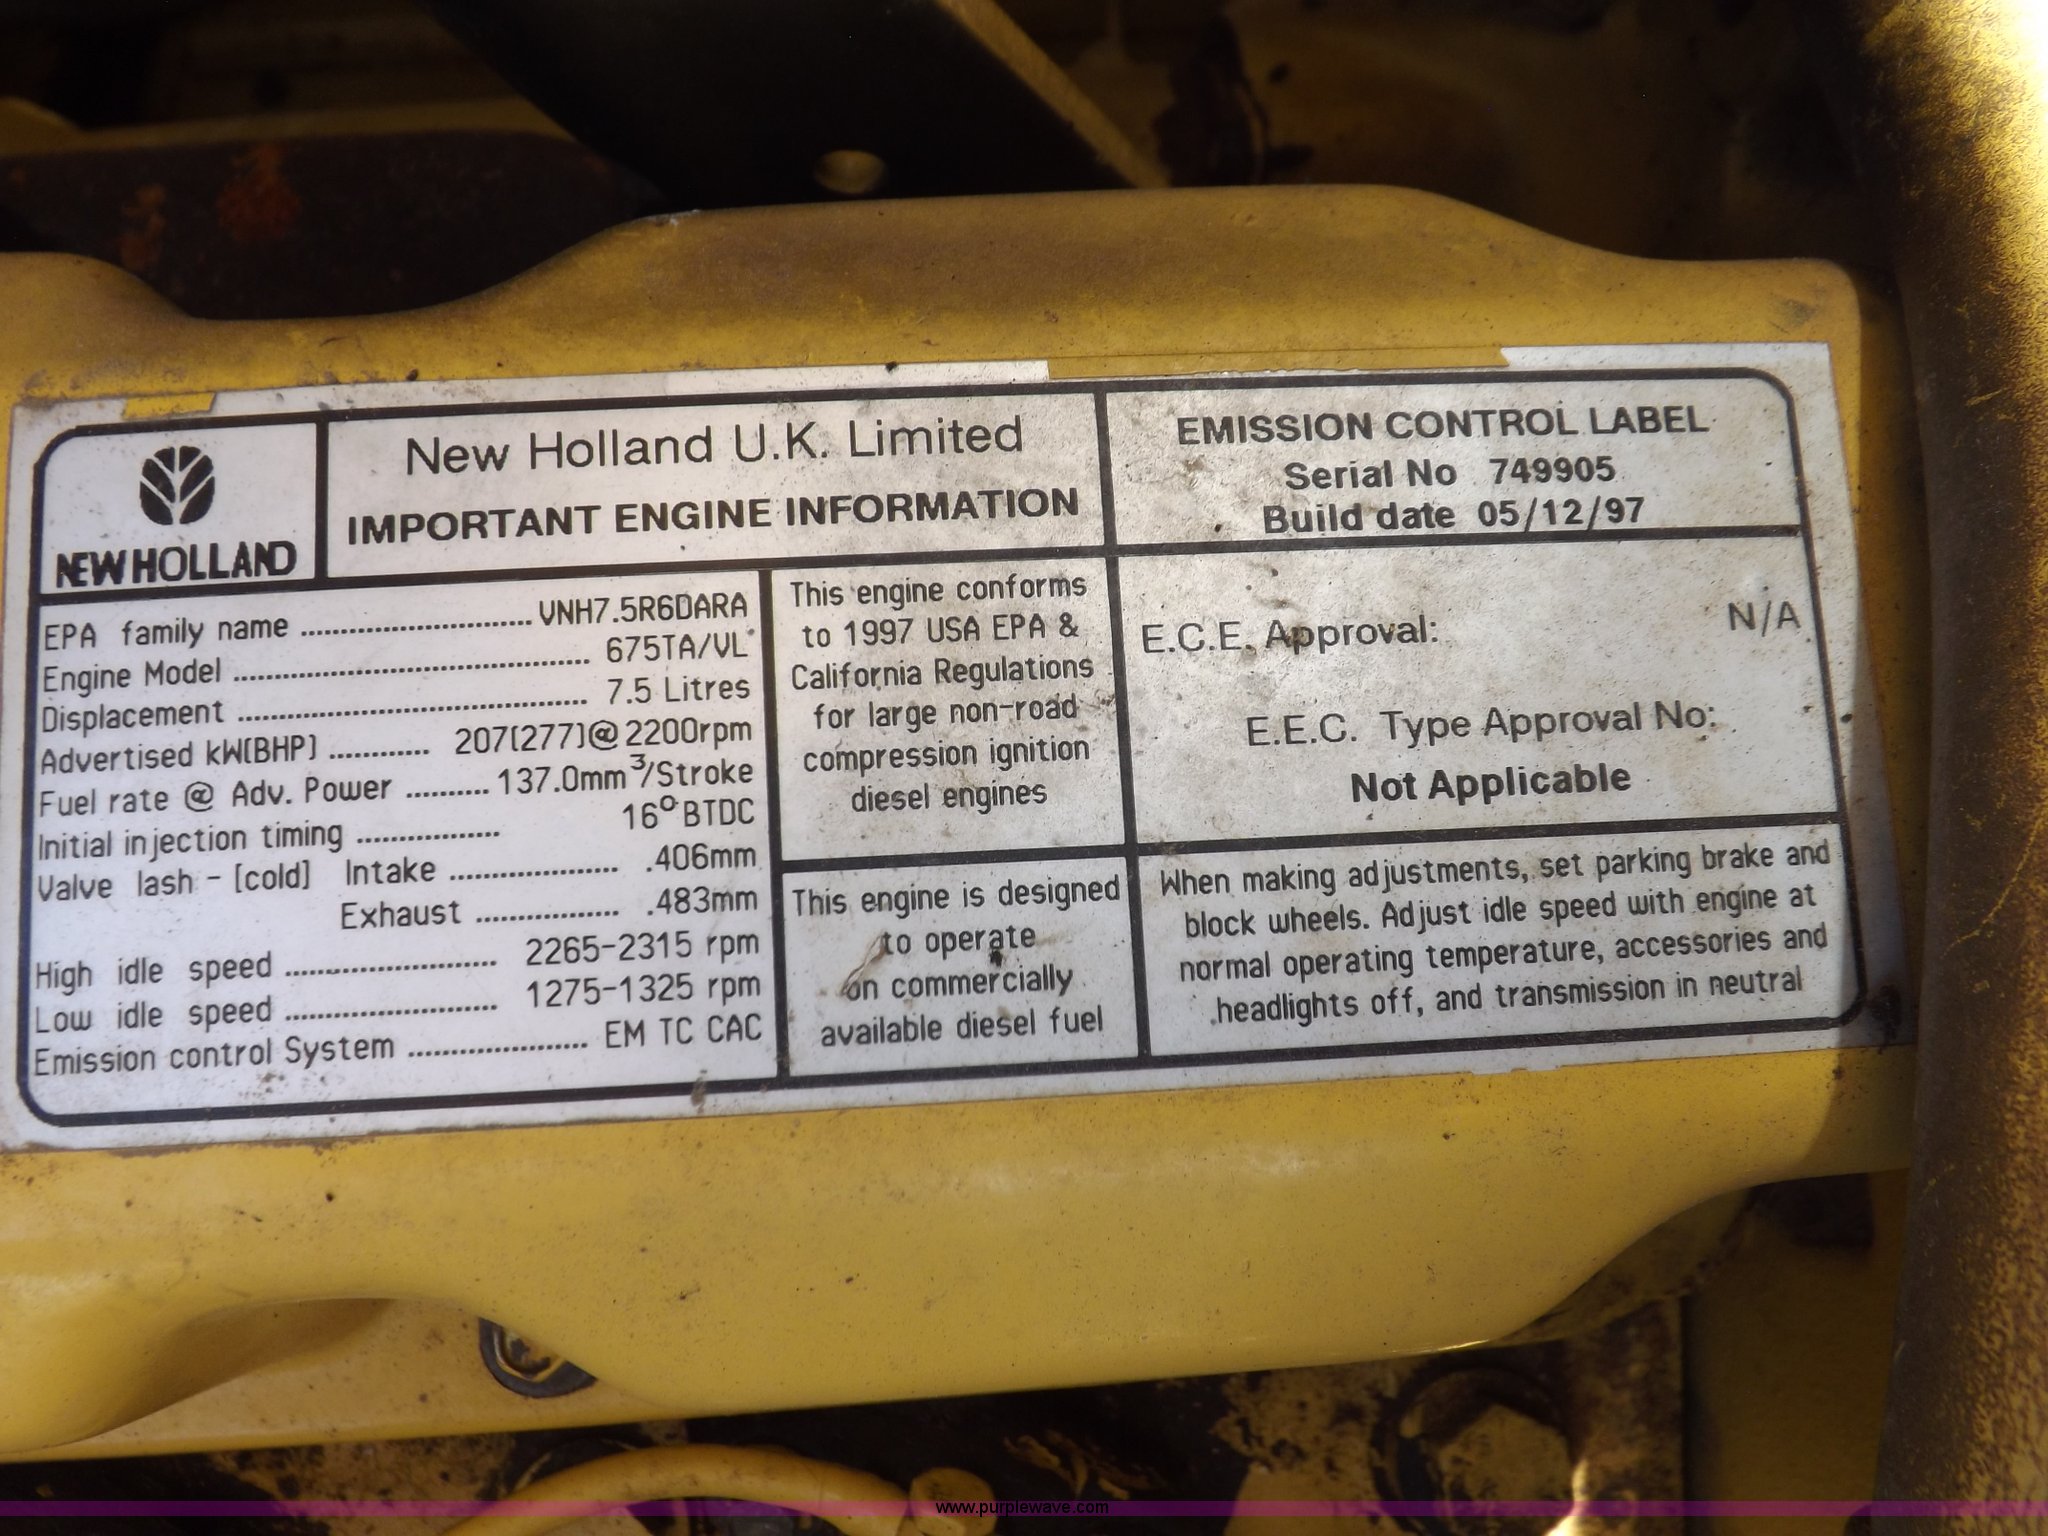 NEW HOLLAND
New Holland U.K. Limited
IMPORTANT ENGINE INFORMATION
EMISSION CONTROL LABEL
Serial No 749905
Build date 05/12/97
EPA family name ............................. VNH7.5R6DARA
Engine Model ............................................. 675TA/VL
Displacement ............................................ 7.5 Litres
Advertised kW(BHP) ............ 207(277)@2200rpm
Fuel rate @ Adv. Power .......... 137.0mm³/Stroke
Initial injection timing .................. 16° BTDC
Valve lash - [cold] Intake ..................... .406mm
Exhaust .................. .483mm
High idle speed ........................... 2265-2315 rpm
Low idle speed ........................... 1275-1325 rpm
Emission control System ....................... EM TC CAC
This engine conforms
to 1997 USA EPA &
California Regulations
for large non-road
compression ignition
diesel engines
This engine is designed
to operate
on commercially
available diesel fuel
E.C.E. Approval: N/A
E.E.C. Type Approval No:
Not Applicable
When making adjustments, set parking brake and
block wheels. Adjust idle speed with engine at
normal operating temperature, accessories and
headlights off, and transmission in neutral
www.purplewave.com